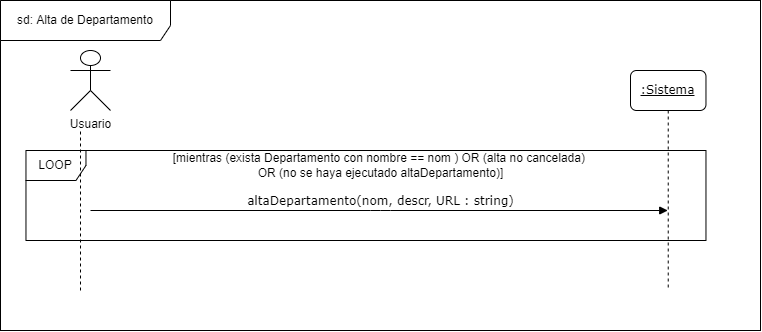 sd: Alta de Departamento
Usuario
:Sistema
LOOP
[mientras (exista Departamento con nombre == nom ) OR (alta no cancelada)
OR (no se haya ejecutado altaDepartamento)]
altaDepartamento(nom, descr, URL : string)